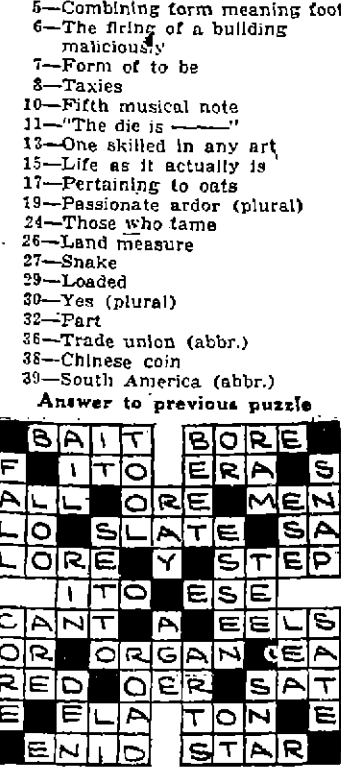 5—Combining form meaning foot
6—The firing of a building
maliciously
7—Form of to be
8—Taxies
10—Fifth musical note
11—"The die is ———"
13—One skilled in any art
15—Life as it actually is
17—Pertaining to oats
19—Passionate ardor (plural)
24—Those who tame
26—Land measure
27—Snake
29—Loaded
30—Yes (plural)
32—Part
36—Trade union (abbr.)
38—Chinese coin
39—South America (abbr.)
Answer to previous puzzle
BAIT BORE
F ITO ERA S
ALL ORE MEN
LO SLATE SA
LORE Y STEP
ITO ESE
CANT A EELS
OR ORGAN EA
RED OER SAT
E ELA TON E
ENID STAR